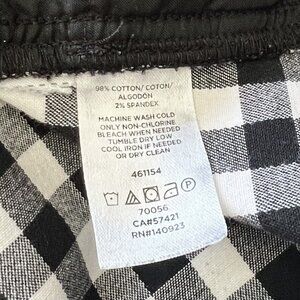 98% COTTON/ COTON/
ALGODÓN
2% SPANDEX
MACHINE WASH COLD
ONLY NON-CHLORINE
BLEACH WHEN NEEDED
TUMBLE DRY LOW
COOL IRON IF NEEDED
OR DRY CLEAN
461154
70056
CA#57421
RN#140923